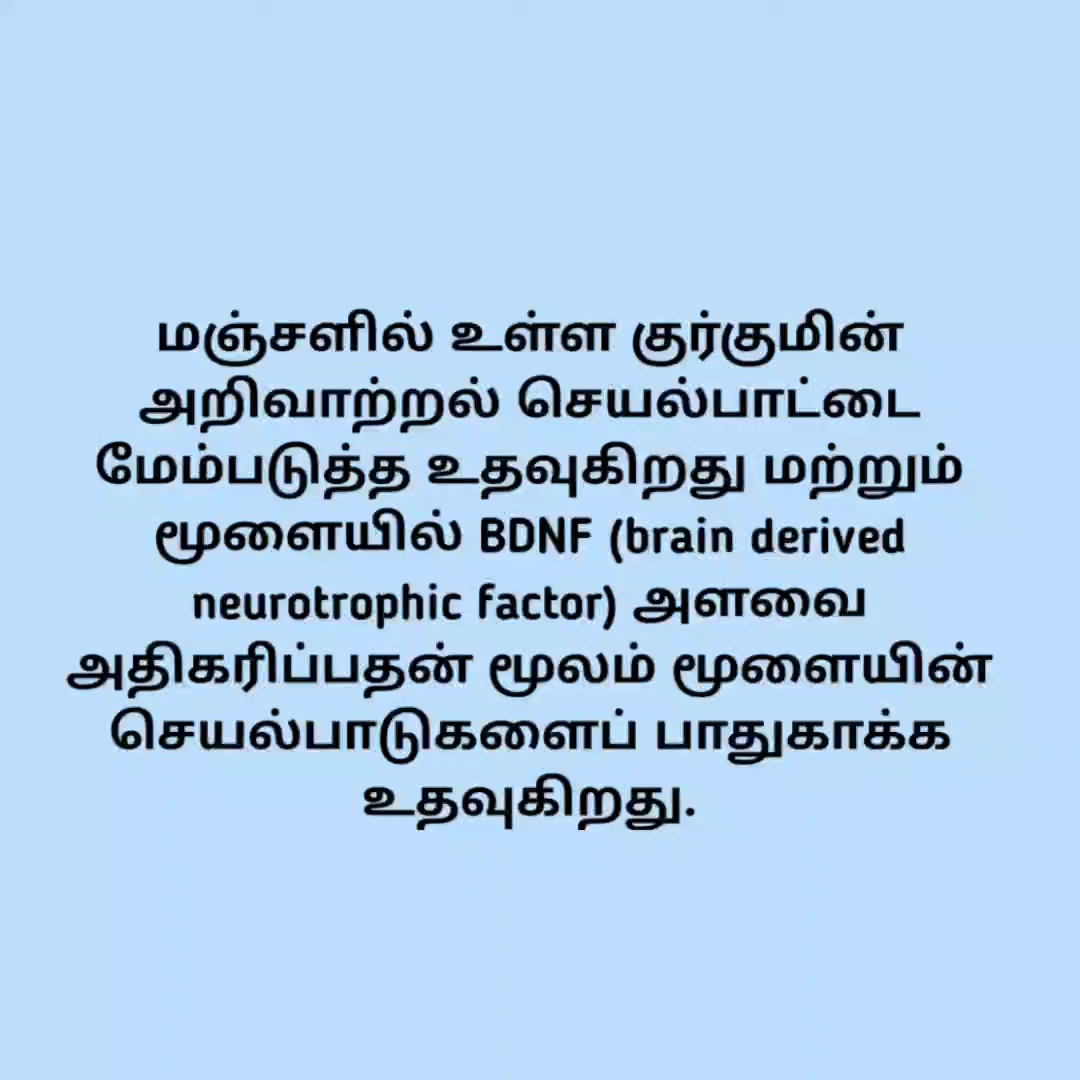 மஞ்சளில் உள்ள குர்குமின்
அறிவாற்றல் செயல்பாட்டை
மேம்படுத்த உதவுகிறது மற்றும்
மூளையில் BDNF (brain derived
neurotrophic factor) அளவை
அதிகரிப்பதன் மூலம் மூளையின்
செயல்பாடுகளைப் பாதுகாக்க
உதவுகிறது.